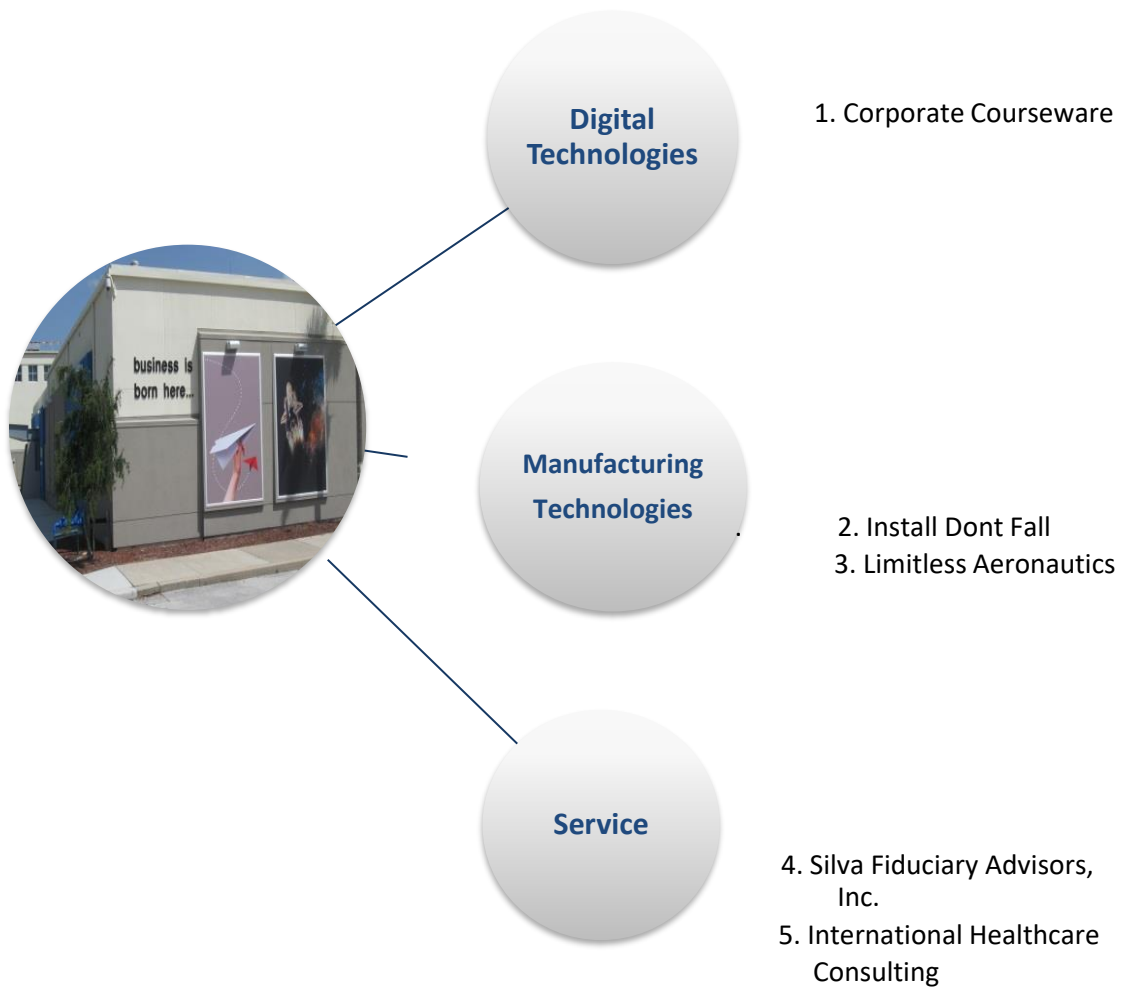 Digital
Technologies
1. Corporate Courseware
business is
born here...
Manufacturing
Technologies
.
2. Install Dont Fall
3. Limitless Aeronautics
Service
4. Silva Fiduciary Advisors,
Inc.
5. International Healthcare
Consulting